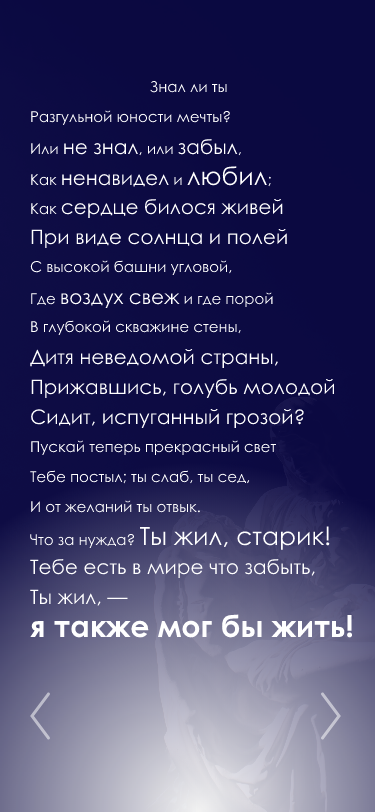 Знал ли ты
Разгульной юности мечты?
Или не знал, или забыл,
Как ненавидел и любил;
Как сердце билося живей
При виде солнца и полей
С высокой башни угловой,
Где воздух свеж и где порой
В глубокой скважине стены,
Дитя неведомой страны,
Прижавшись, голубь молодой
Сидит, испуганный грозой?
Пускай теперь прекрасный свет
Тебе постыл; ты слаб, ты сед,
И от желаний ты отвык.
Что за нужда? Ты жил, старик!
Тебе есть в мире что забыть,
Ты жил, —
я также мог бы жить!